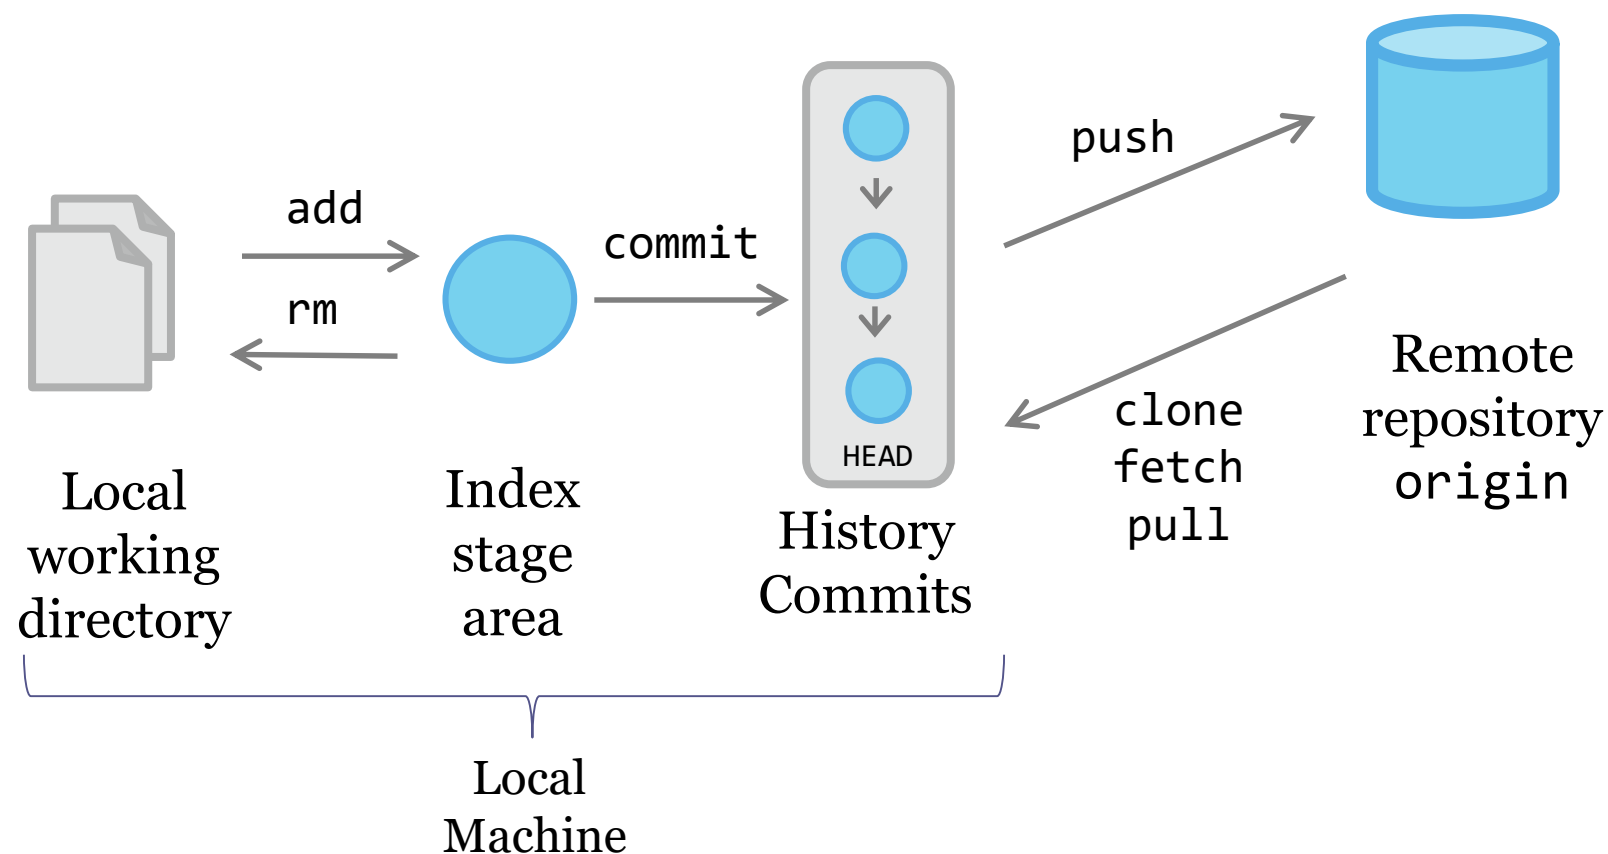 add
rm
commit
HEAD
push
clone
fetch
pull
Local
working
directory
Index
stage
area
History
Commits
Remote
repository
origin
Local
Machine